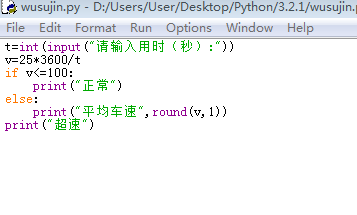 wusujin.py - D:/Users/User/Desktop/Python/3.2.1/wusujin.p
File Edit Format Run Options Window Help
t=int(input("请输入用时（秒）:"))
v=25*3600/t
if v<=100:
    print("正常")
else:
    print("平均车速",round(v,1))
print("超速")